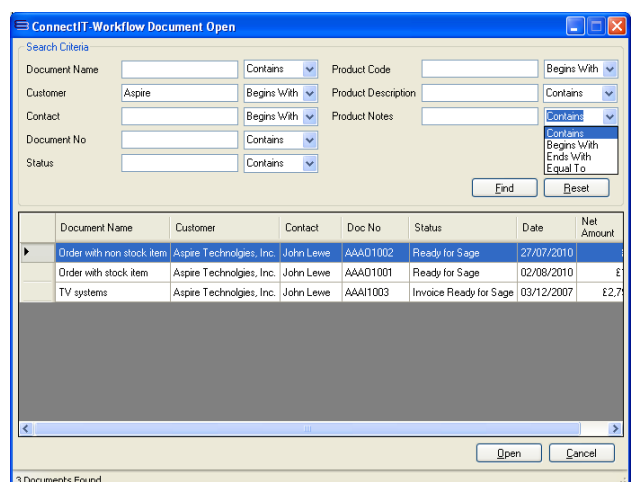 ConnectIT-Workflow Document Open
Search Criteria
Document Name Contains Product Code Begins With
Customer Aspire Begins With Product Description Contains
Contact Begins With Product Notes Contains
Contains
Begins With
Ends With
Equal To
Document No Contains
Status Contains
Find Reset
Document Name Customer Contact Doc No Status Date Net Amount
Order with non stock item Aspire Technolgies, Inc. John Lewe AAAO1002 Ready for Sage 27/07/2010
Order with stock item Aspire Technolgies, Inc. John Lewe AAAO1001 Ready for Sage 02/08/2010
TV systems Aspire Technolgies, Inc. John Lewe AAAI1003 Invoice Ready for Sage 03/12/2007
Open Cancel
3 Documents Found